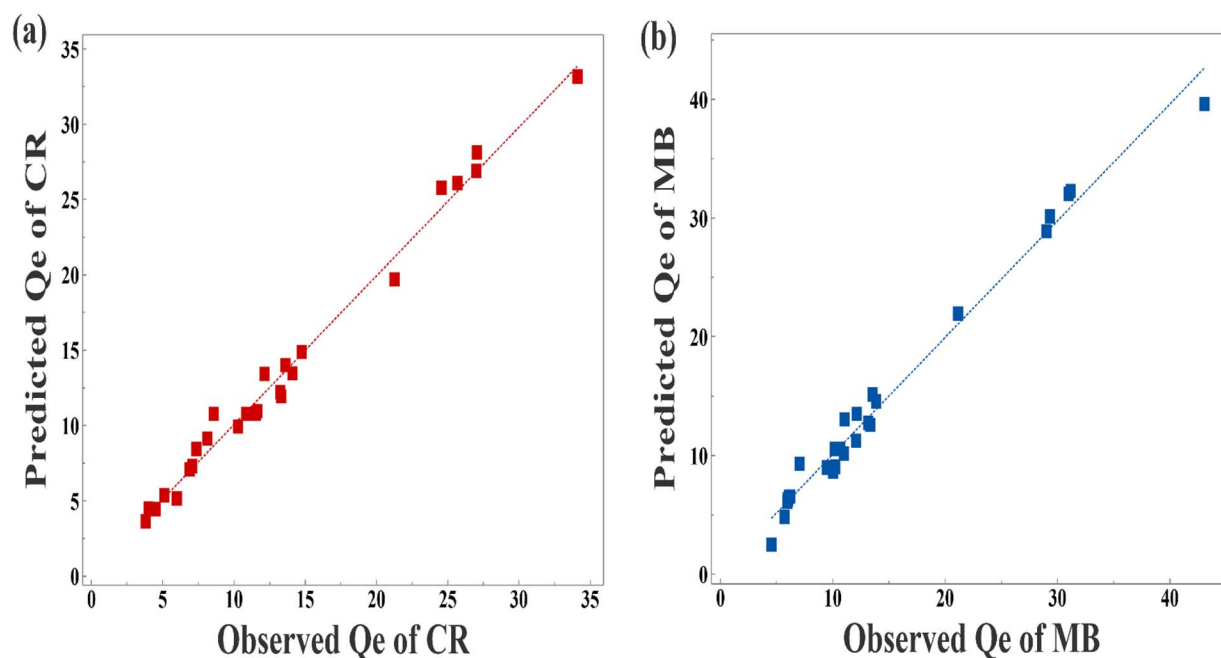 (a)
Predicted Qe of CR
35
30
25
20
15
10
5
0
0 5 10 15 20 25 30 35
Observed Qe of CR
(b)
Predicted Qe of MB
40
30
20
10
0
0 10 20 30 40
Observed Qe of MB